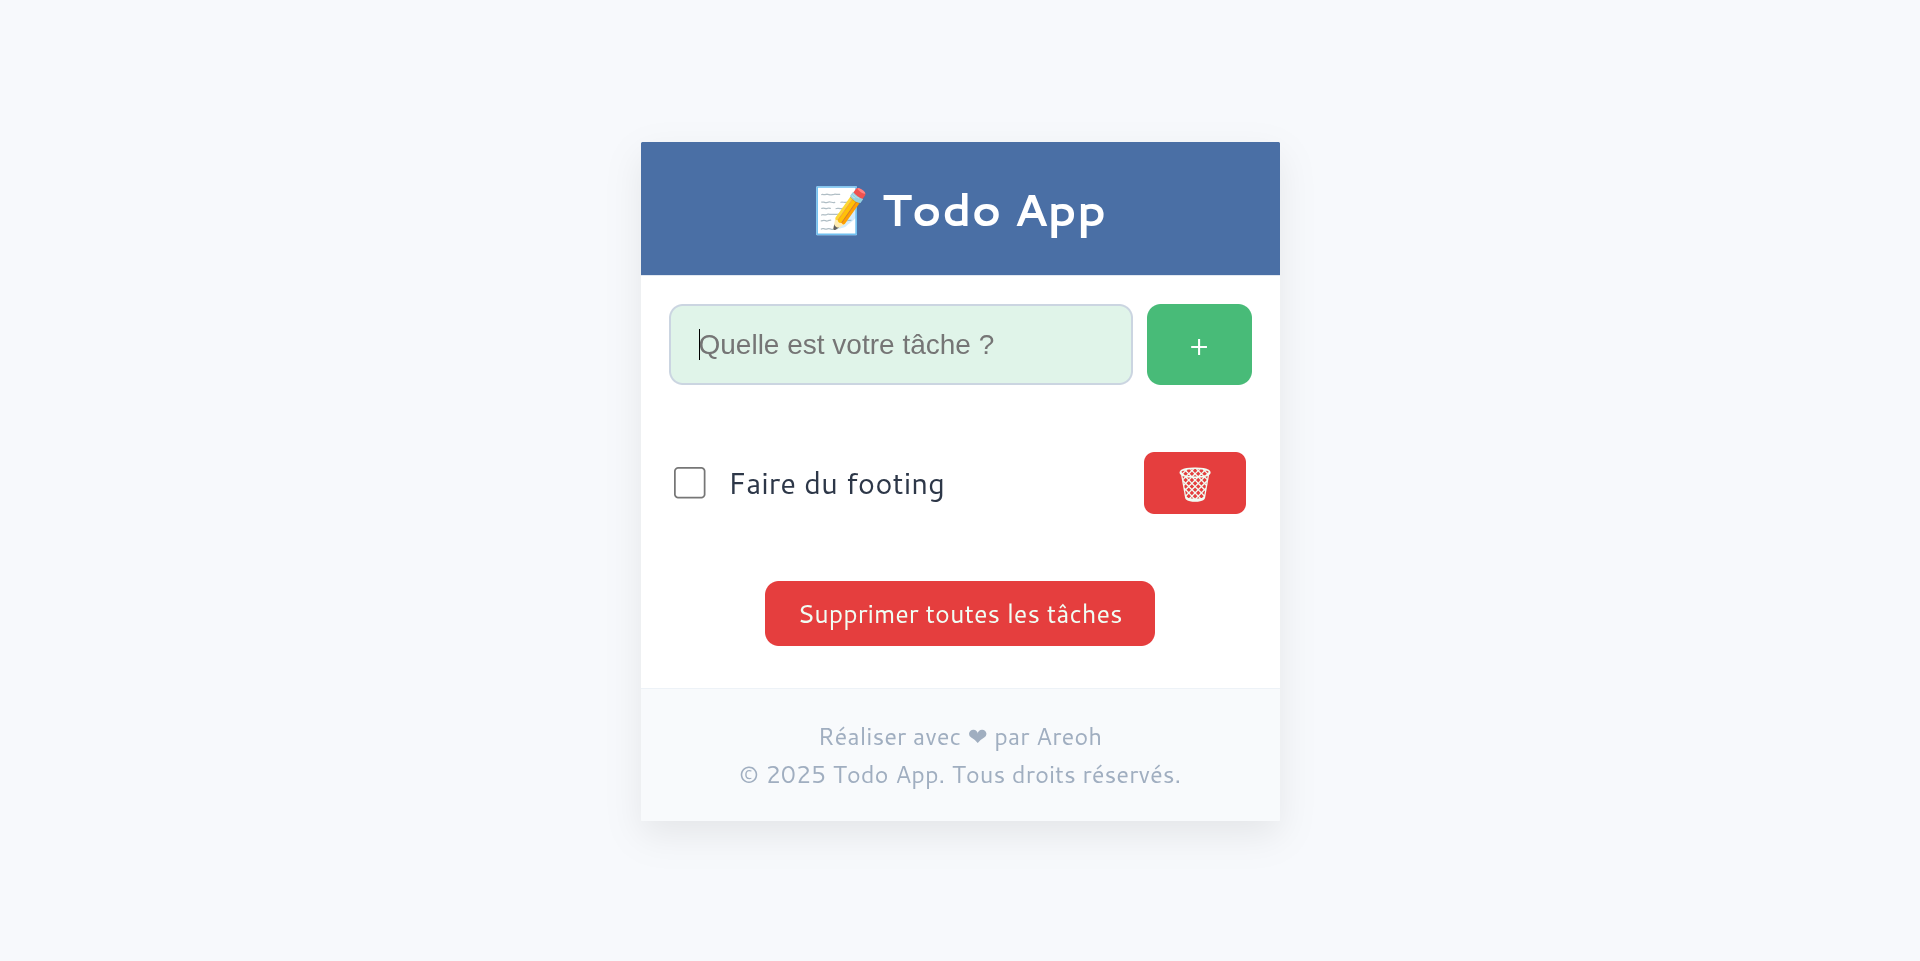 📝 Todo App
Quelle est votre tâche ?
+
Faire du footing
Supprimer toutes les tâches
Réaliser avec ❤ par Areoh
© 2025 Todo App. Tous droits réservés.